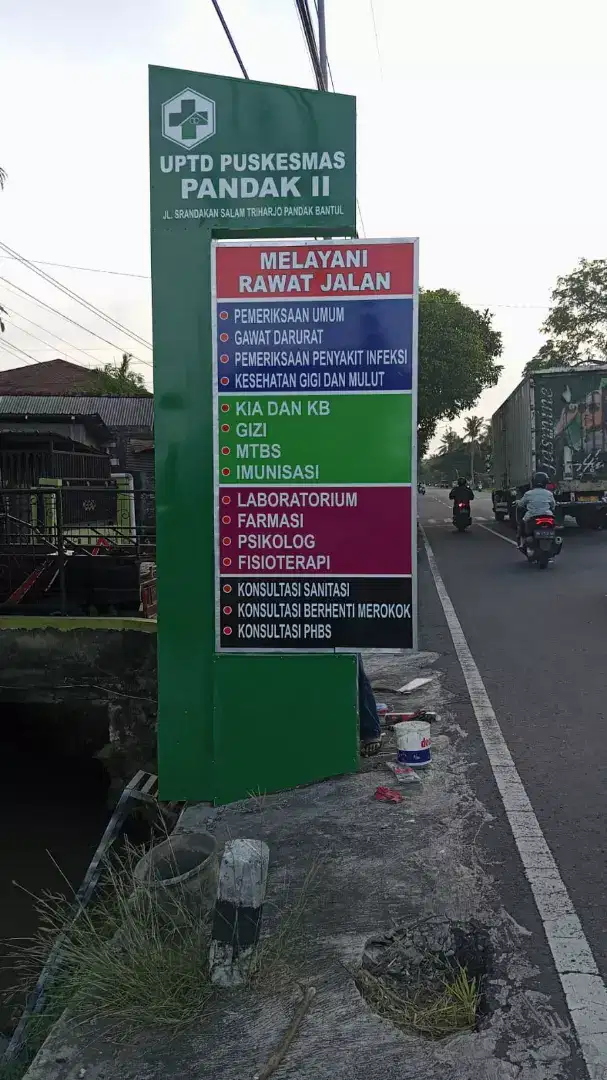 UPTD PUSKESMAS
PANDAK II
JL. SRANDAKAN SALAM TRIHARJO PANDAK BANTUL
MELAYANI
RAWAT JALAN
PEMERIKSAAN UMUM
GAWAT DARURAT
PEMERIKSAAN PENYAKIT INFEKSI
KESEHATAN GIGI DAN MULUT
KIA DAN KB
GIZI
MTBS
IMUNISASI
LABORATORIUM
FARMASI
PSIKOLOG
FISIOTERAPI
KONSULTASI SANITASI
KONSULTASI BERHENTI MEROKOK
KONSULTASI PHBS